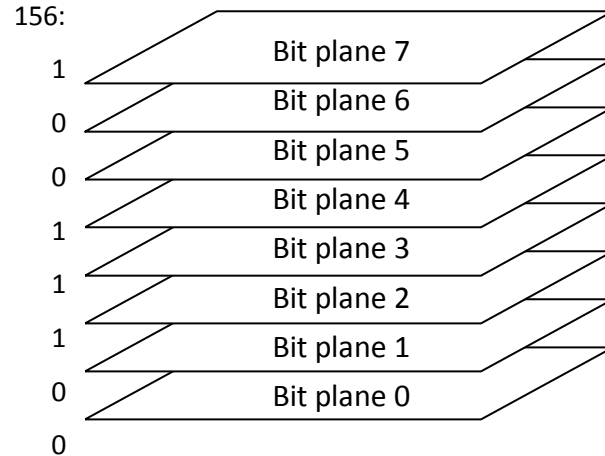 156:
Bit plane 7
1
Bit plane 6
0
Bit plane 5
0
Bit plane 4
1
Bit plane 3
1
Bit plane 2
1
Bit plane 1
0
Bit plane 0
0